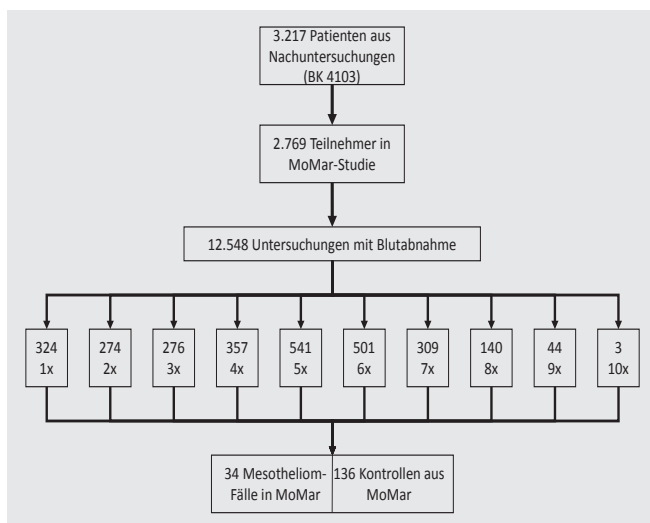 3.217 Patienten aus
Nachuntersuchungen
(BK 4103)
2.769 Teilnehmer in
MoMar-Studie
12.548 Untersuchungen mit Blutabnahme
324 274 276 357 541 501 309 140 44 3
1x 2x 3x 4x 5x 6x 7x 8x 9x 10x
34 Mesotheliom-
Fälle in MoMar
136 Kontrollen aus
MoMar